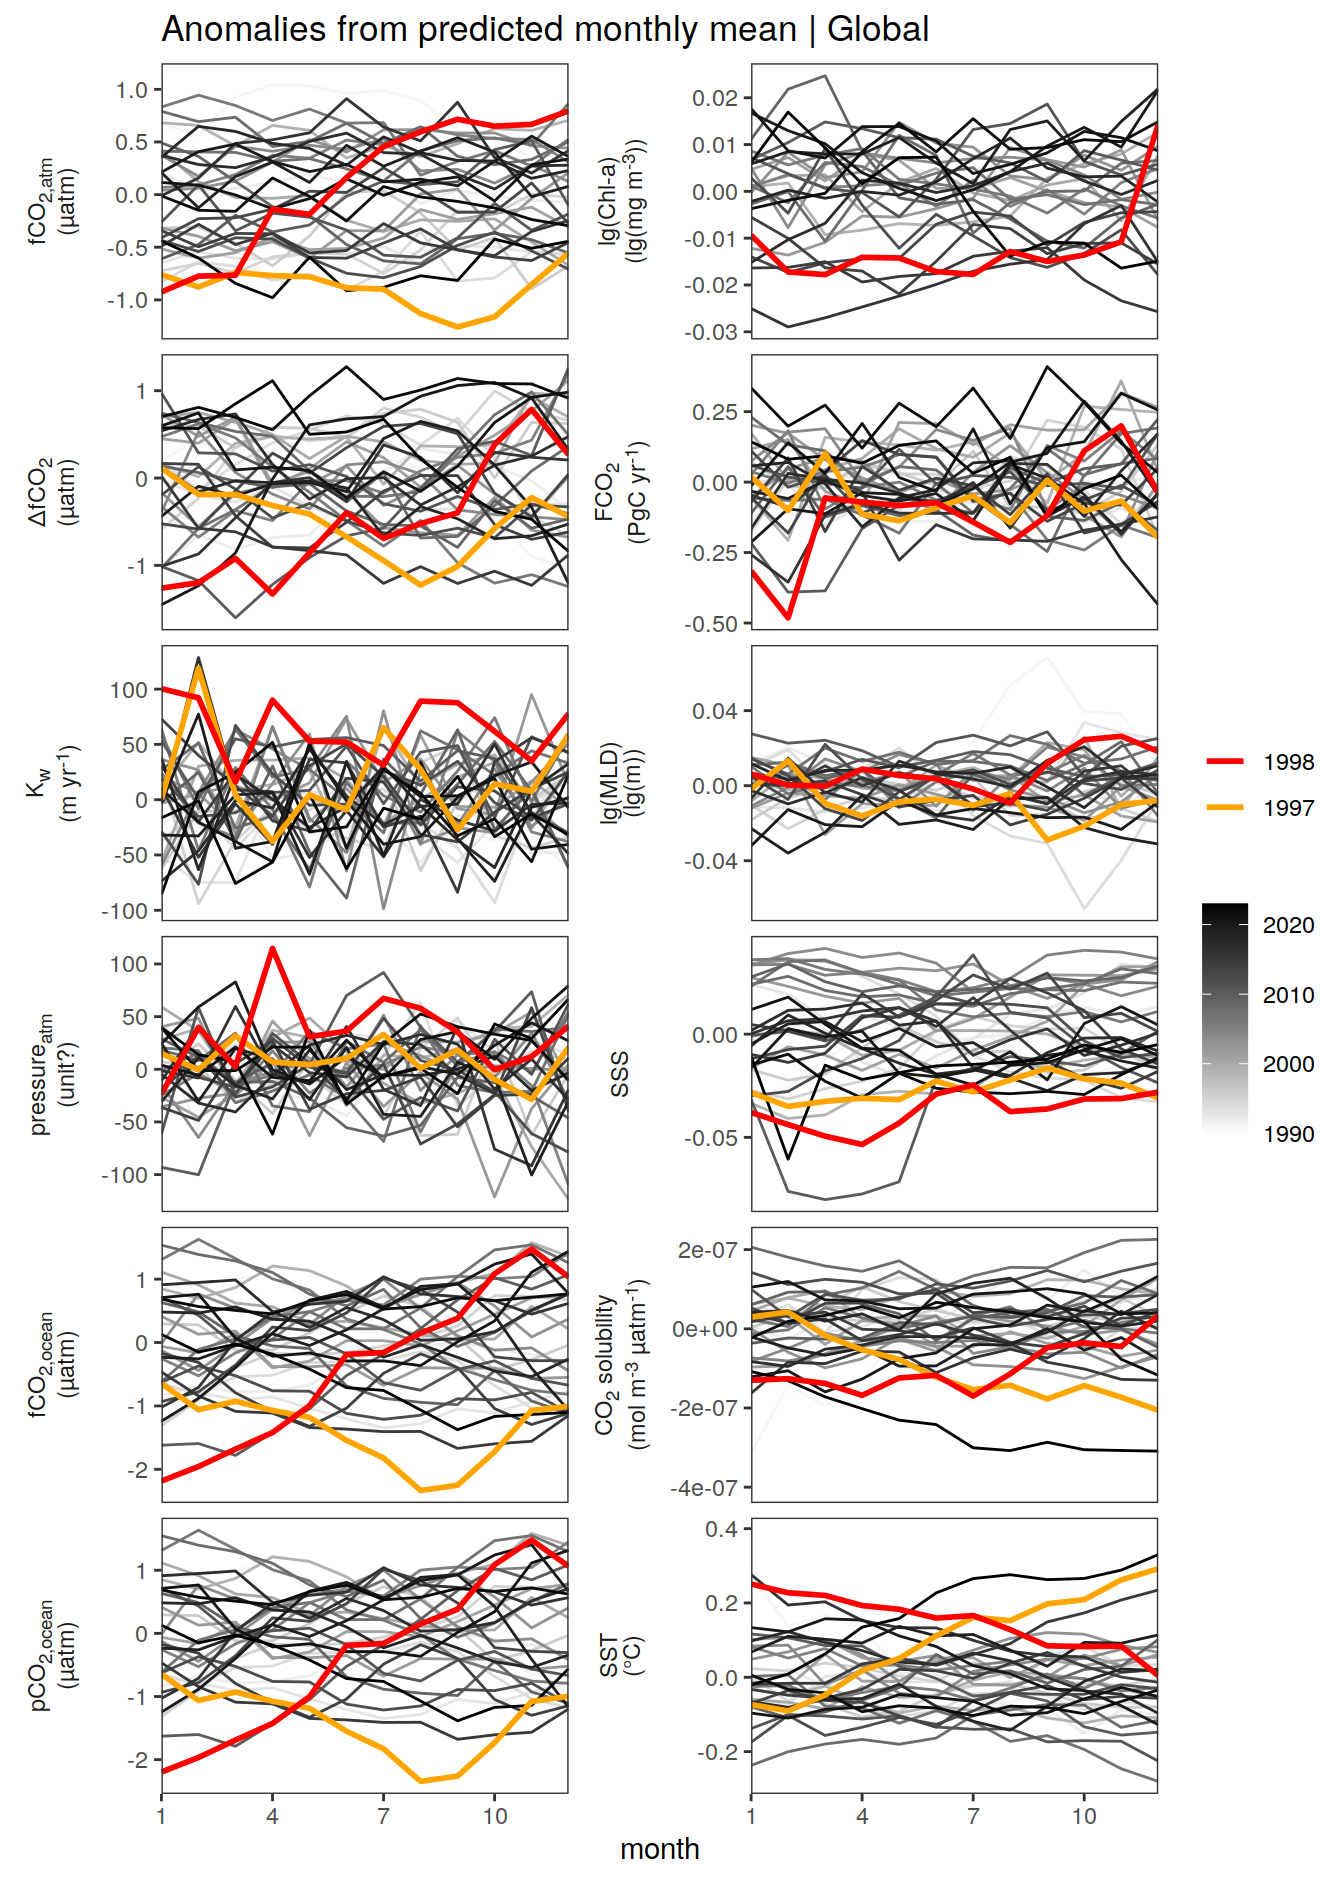 Anomalies from predicted monthly mean | Global
fCO2,atm
(µatm)
1.0
0.5
0.0
-0.5
-1.0
lg(Chl-a)
(lg(mg m-3))
0.02
0.01
0.00
-0.01
-0.02
-0.03
ΔfCO2
(µatm)
1
0
-1
FCO2
(PgC yr-1)
0.25
0.00
-0.25
-0.50
Kw
(m yr-1)
100
50
0
-50
-100
lg(MLD)
(lg(m))
0.04
0.00
-0.04
pressureatm
(unit?)
100
50
0
-50
-100
SSS
0.00
-0.05
fCO2,ocean
(µatm)
1
0
-1
-2
CO2 solubility
(mol m-3 µatm-1)
2e-07
0e+00
-2e-07
-4e-07
pCO2,ocean
(µatm)
1
0
-1
-2
SST
(°C)
0.4
0.2
0.0
-0.2
1 4 7 10
1 4 7 10
month
1998
1997
2020
2010
2000
1990